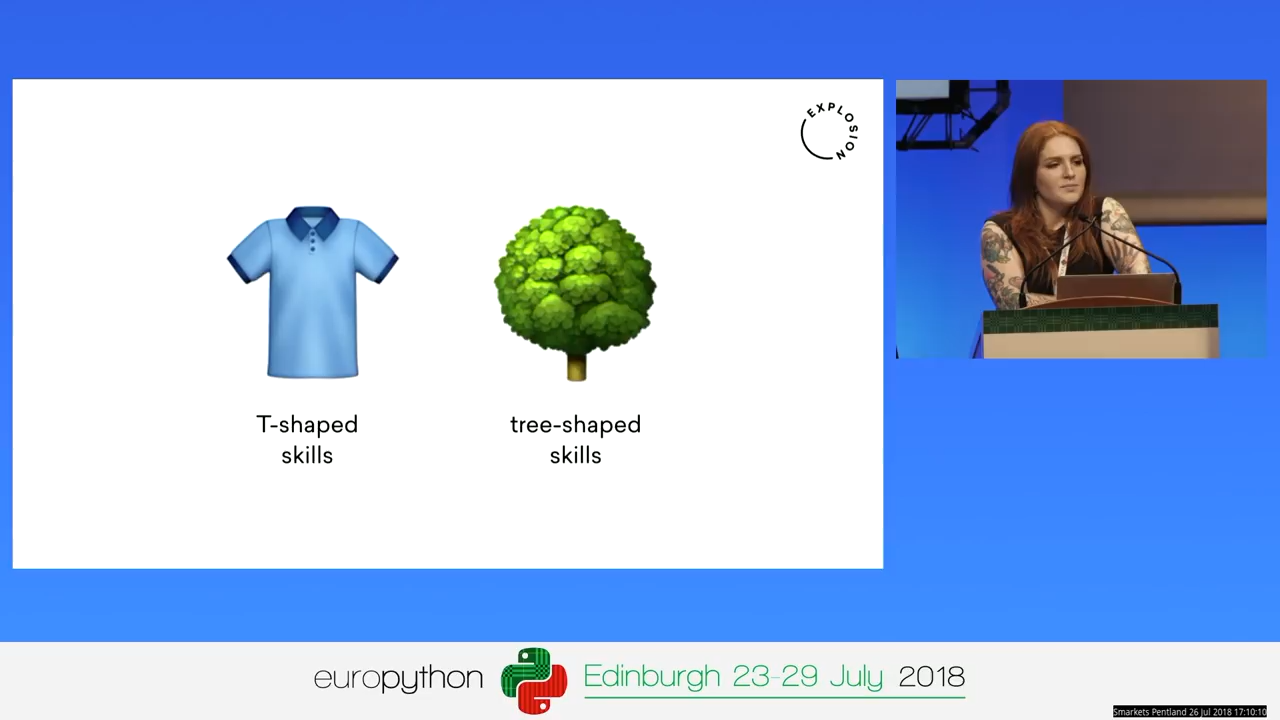 EXPLOSION
T-shaped
skills
tree-shaped
skills
europython
Edinburgh 23-29 July 2018
Smarkets Pentland 26 Jul 2018 17:10:10